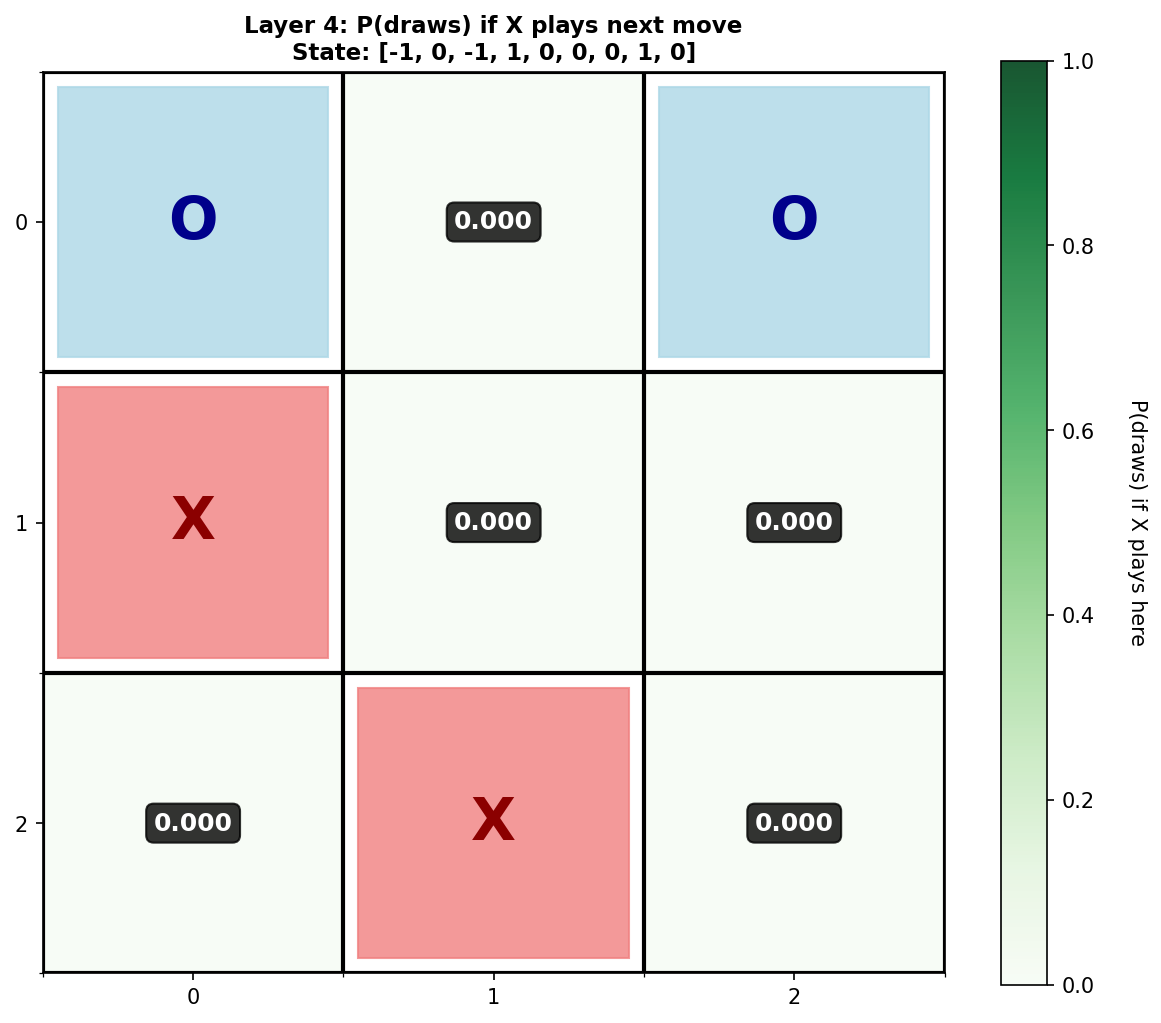 Layer 4: P(draws) if X plays next move
State: [-1, 0, -1, 1, 0, 0, 0, 1, 0]
0
O
0.000
O
1
X
0.000
0.000
2
0.000
X
0.000
0
1
2
1.0
0.8
0.6
0.4
0.2
0.0
P(draws) if X plays here